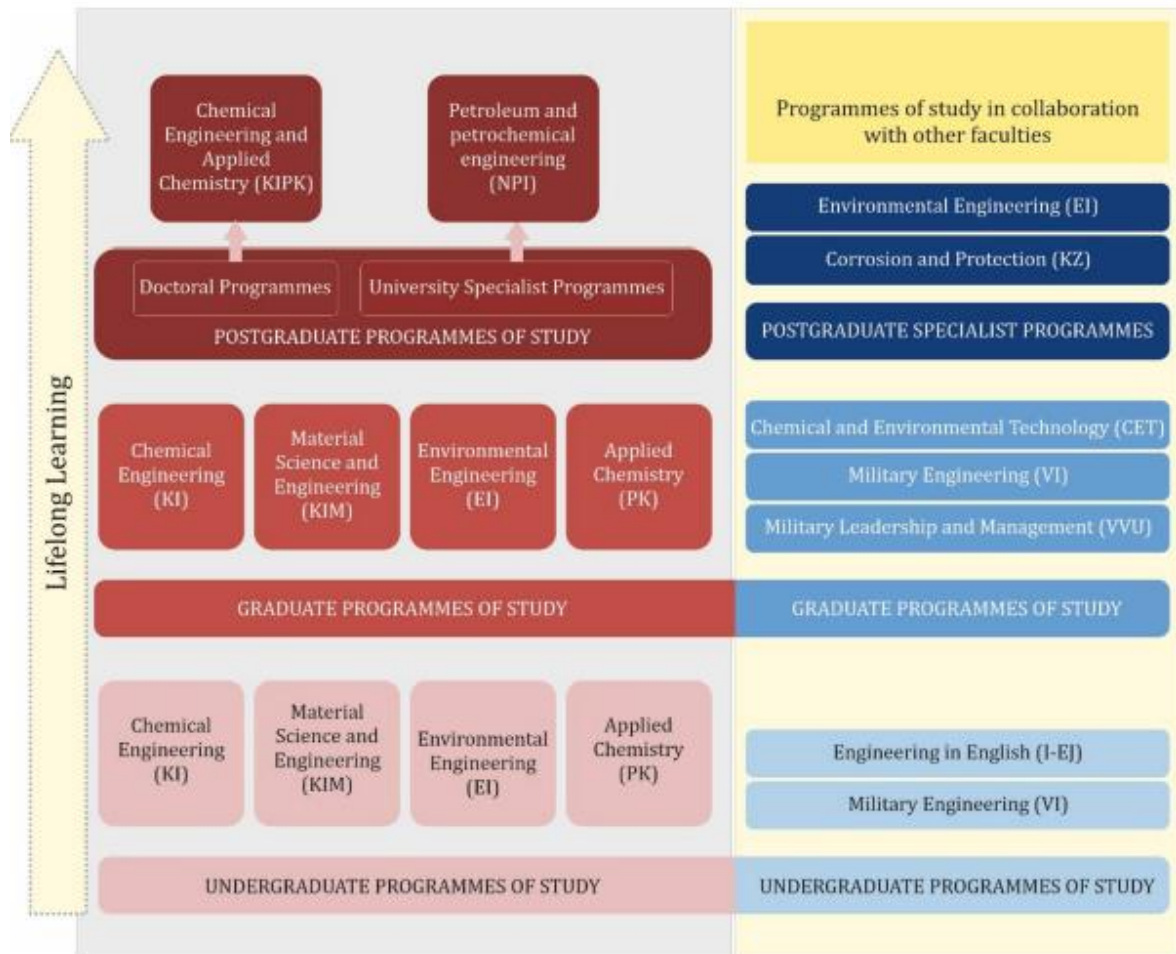 Lifelong Learning
Chemical
Engineering and
Applied
Chemistry (KIPK)
Petroleum and
petrochemical
engineering
(NPI)
Doctoral Programmes
University Specialist Programmes
POSTGRADUATE PROGRAMMES OF STUDY
Chemical
Engineering
(KI)
Material
Science and
Engineering
(KIM)
Environmental
Engineering
(EI)
Applied
Chemistry
(PK)
GRADUATE PROGRAMMES OF STUDY
Chemical
Engineering
(KI)
Material
Science and
Engineering
(KIM)
Environmental
Engineering
(EI)
Applied
Chemistry
(PK)
UNDERGRADUATE PROGRAMMES OF STUDY
Programmes of study in collaboration
with other faculties
Environmental Engineering (EI)
Corrosion and Protection (KZ)
POSTGRADUATE SPECIALIST PROGRAMMES
Chemical and Environmental Technology (CET)
Military Engineering (VI)
Military Leadership and Management (VVU)
GRADUATE PROGRAMMES OF STUDY
Engineering in English (I-EJ)
Military Engineering (VI)
UNDERGRADUATE PROGRAMMES OF STUDY